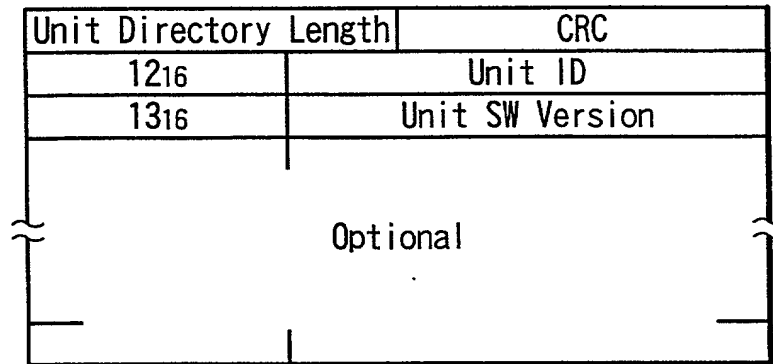 Unit Directory Length CRC
12₁₆ Unit ID
13₁₆ Unit SW Version
Optional